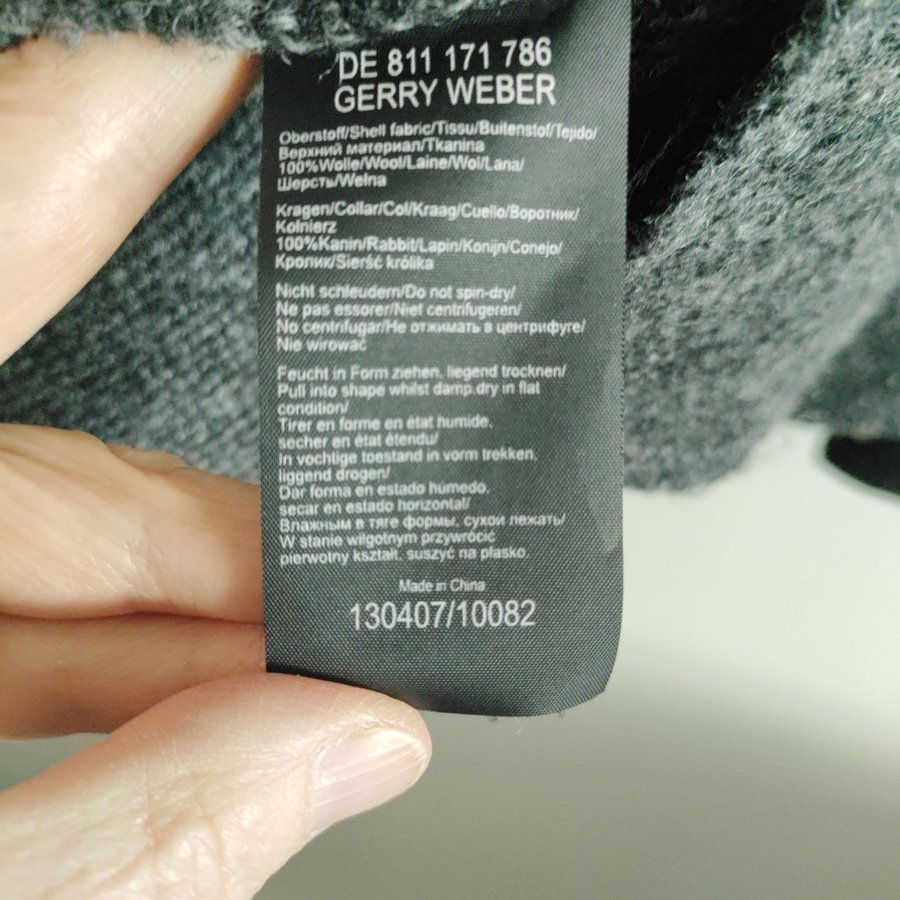 DE 811 171 786
GERRY WEBER
Oberstoff/Shell fabric/Tissu/Buitenstof/Tejido/
Верхний материал/Tkanina
100%Wolle/Wool/Laine/Wol/Lana/
Шерсть/Wełna
Kragen/Collar/Col/Kraag/Cuello/Воротник/
Kołnierz
100%Kanin/Rabbit/Lapin/Konijn/Conejo/
Кролик/Sierść królika
Nicht schleudern/Do not spin-dry/
Ne pas essorer/Niet centrifugeren/
No centrifugar/Не отжимать в центрифуге/
Nie wirować
Feucht in Form ziehen, liegend trocknen/
Pull into shape whilst damp.dry in flat
condition/
Tirer en forme en état humide.
secher en état étendu/
In vochtige toestand in vorm trekken,
liggend drogen/
Dar forma en estado húmedo.
secar en estado horizontal/
Влажным в тяге формы, сухой лежать/
W stanie wilgotnym przywrócić
pierwotny kształt, suszyć na płasko.
Made in China
130407/10082